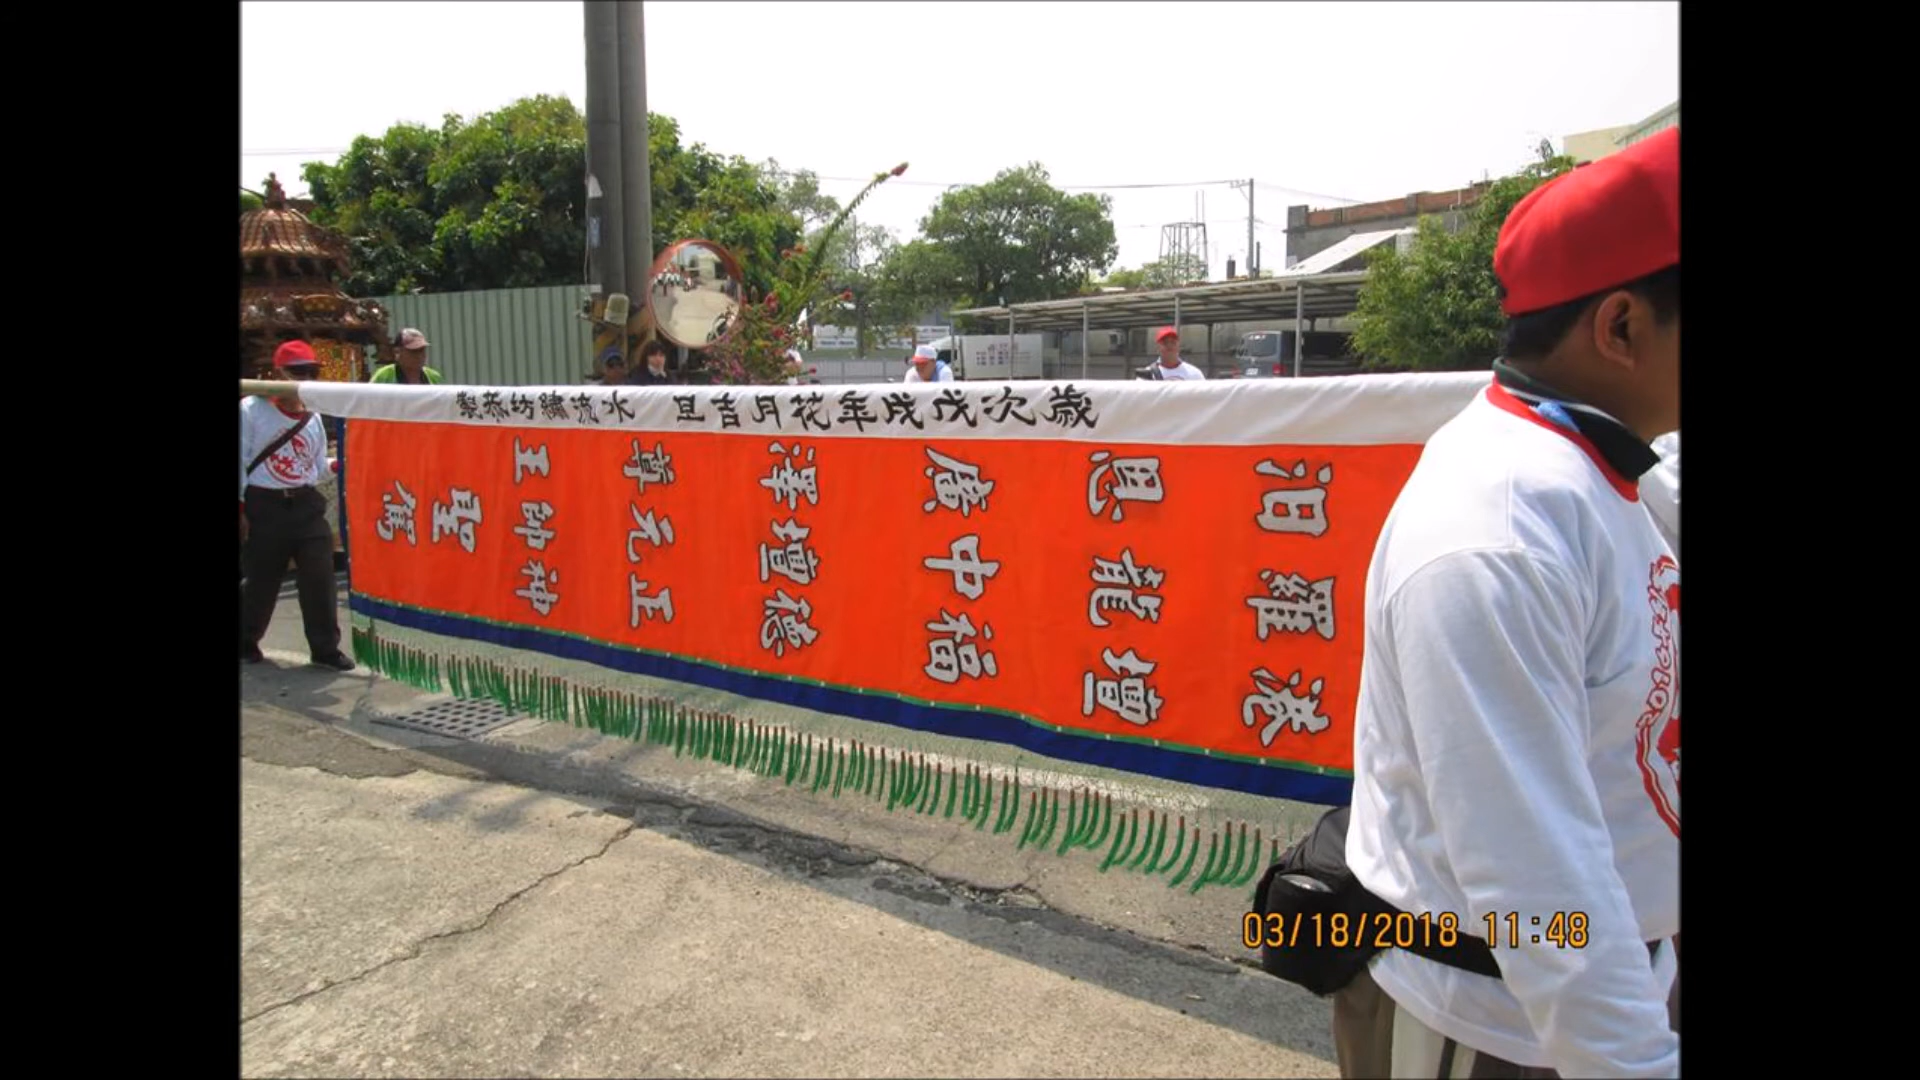 歲次戊戌年花月吉旦 水流繡坊恭製
汨羅港
恩龍壇
廣澤尊王
中壇元帥
福德正神
聖駕
03/18/2018 11:48